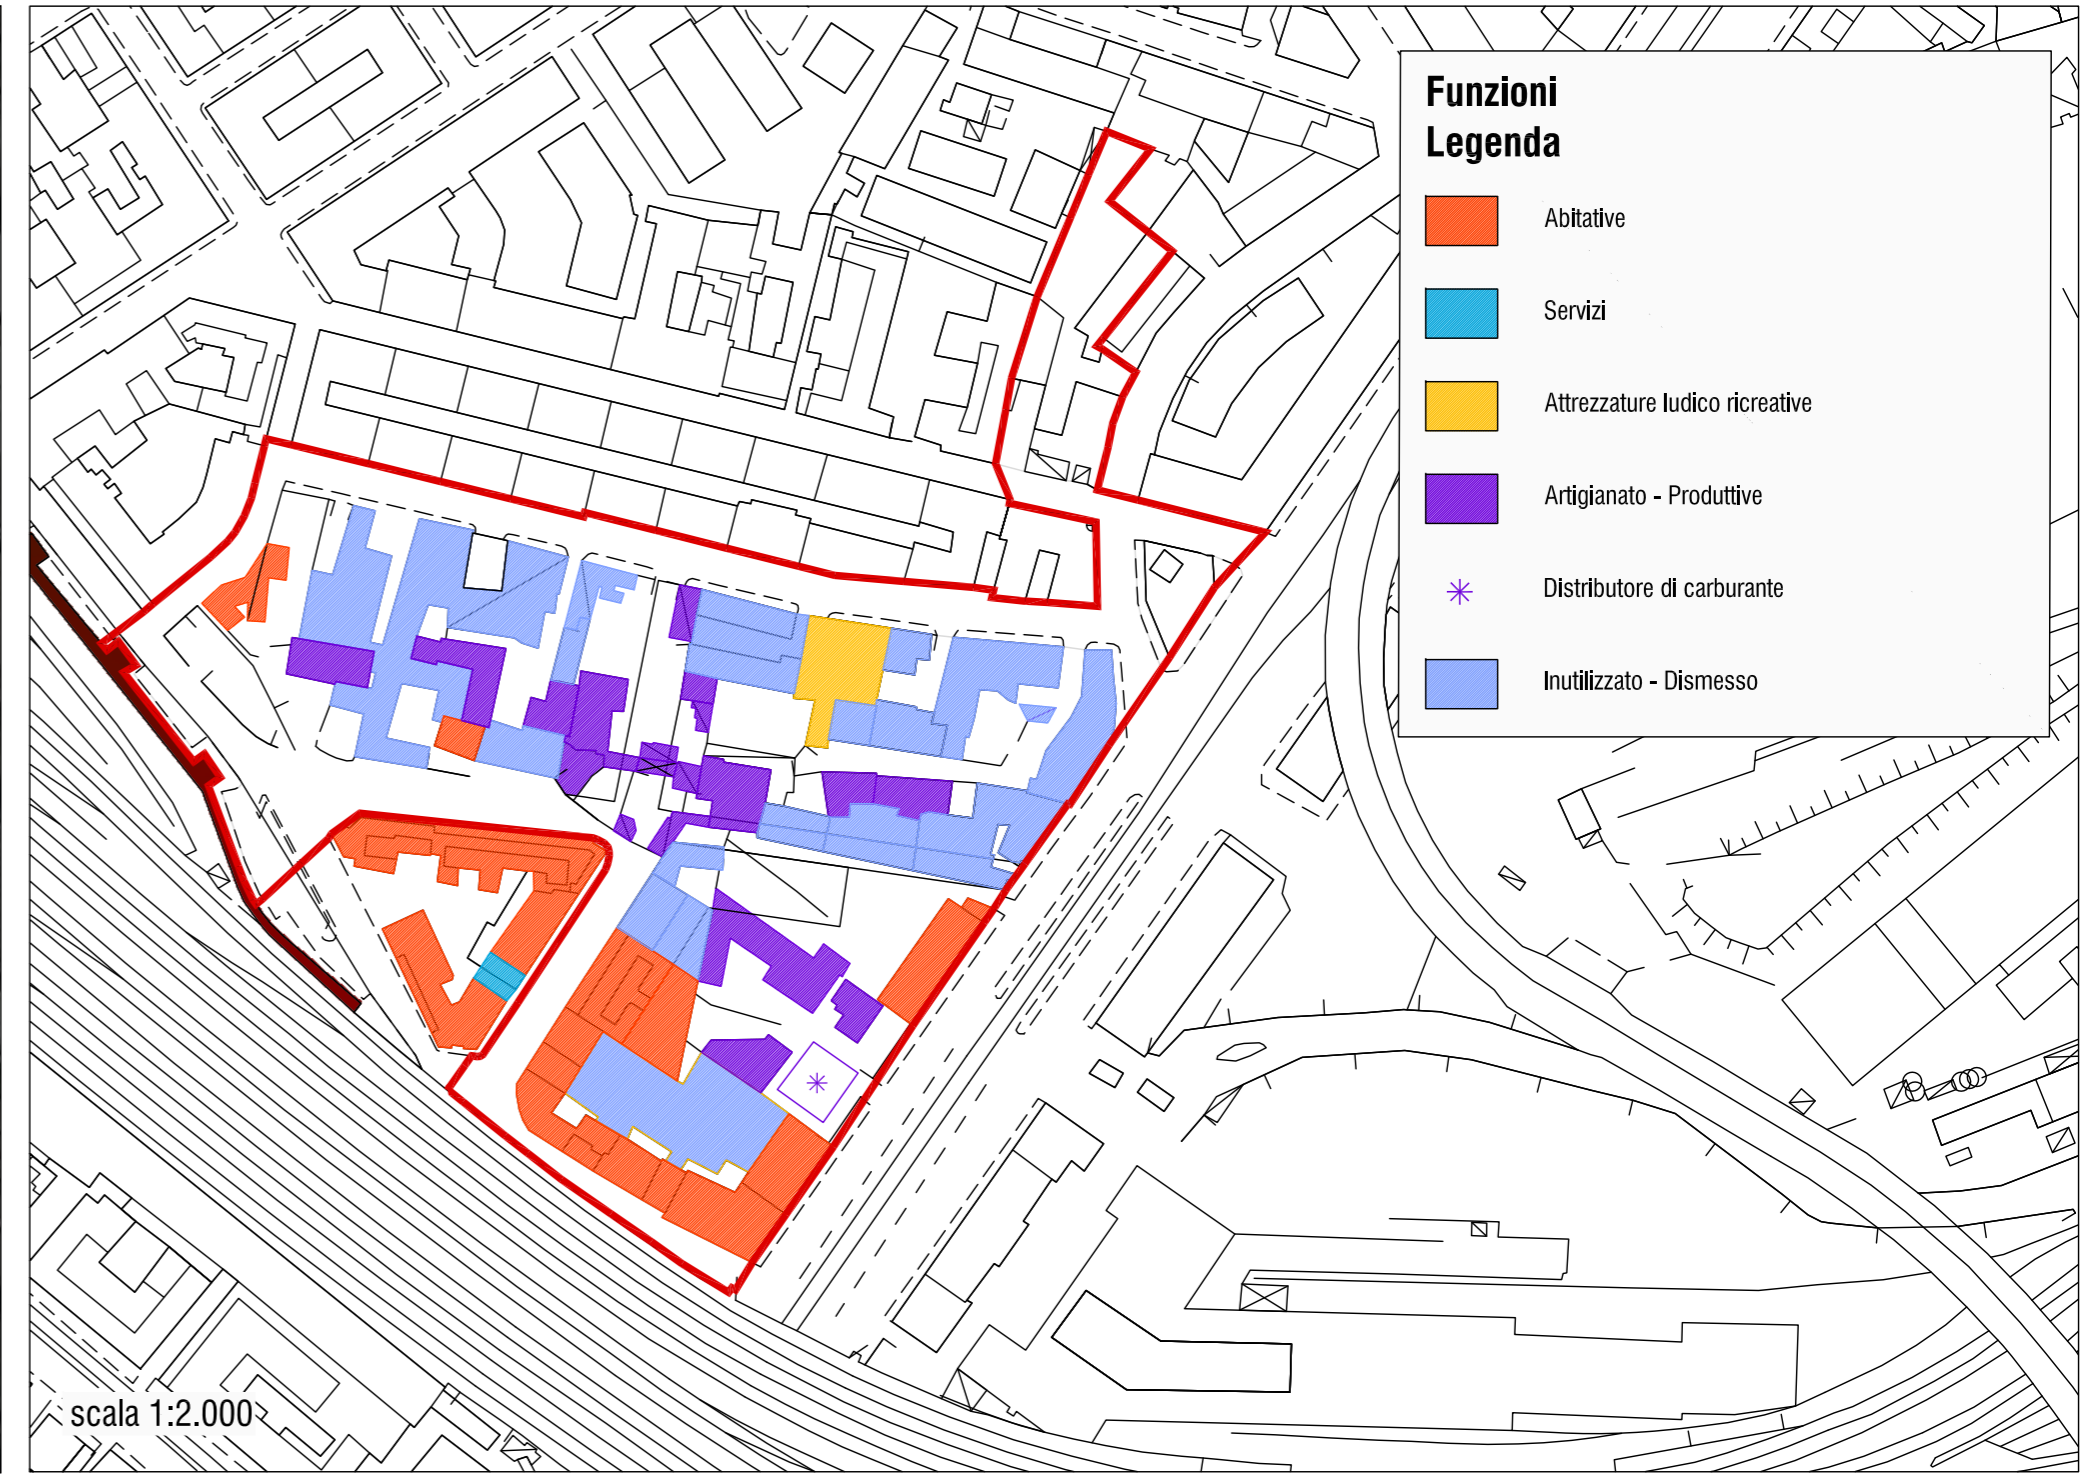 Funzioni
Legenda
Abitative
Servizi
Attrezzature ludico ricreative
Artigianato - Produttive
Distributore di carburante
Inutilizzato - Dismesso
scala 1:2.000